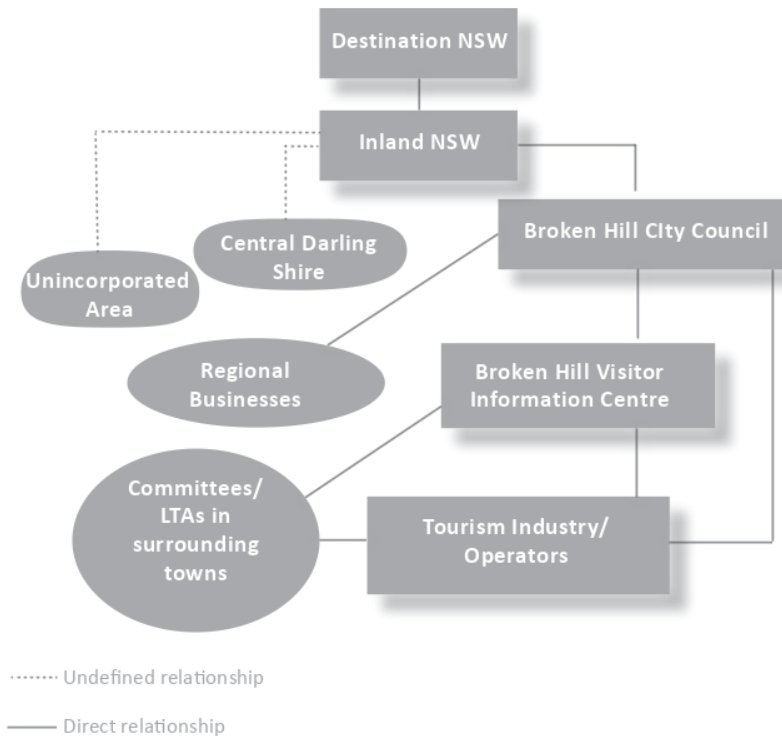 Destination NSW
Inland NSW
Broken Hill CIty Council
Central Darling
Shire
Unincorporated
Area
Regional
Businesses
Broken Hill Visitor
Information Centre
Committees/
LTAs in
surrounding
towns
Tourism Industry/
Operators
Undefined relationship
Direct relationship